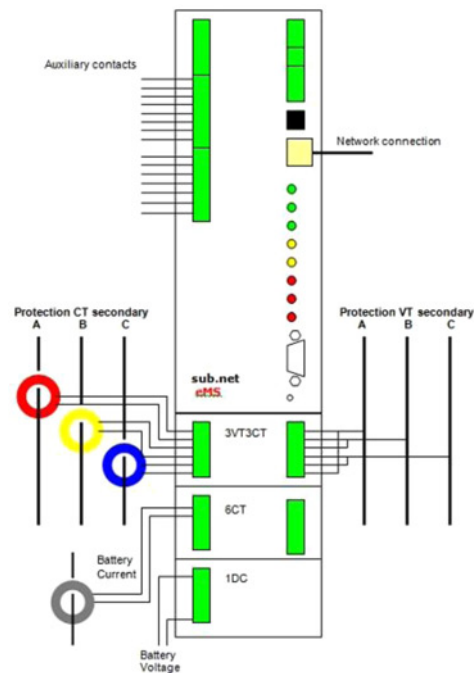 Auxiliary contacts
Network connection
Protection CT secondary
A B C
Protection VT secondary
A B C
sub.net
eMS
3VT3CT
6CT
Battery
Current
1DC
Battery
Voltage